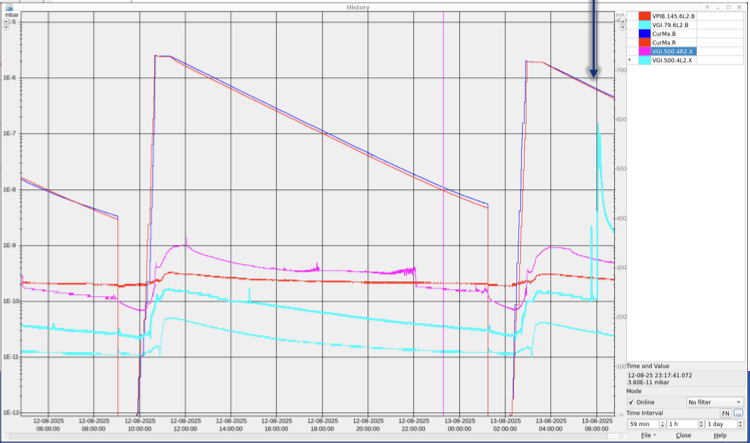 History
mbar
mA
1E-5
1E-6
1E-7
1E-8
1E-9
1E-10
1E-11
1E-12
700
600
500
400
300
200
100
0
12-08-2025 12-08-2025 12-08-2025 12-08-2025 12-08-2025 12-08-2025 12-08-2025 12-08-2025 12-08-2025 13-08-2025 13-08-2025 13-08-2025 13-08-2025
06:00:00 08:00:00 10:00:00 12:00:00 14:00:00 16:00:00 18:00:00 20:00:00 22:00:00 00:00:00 02:00:00 04:00:00 06:00:00
VPIB.145.6L2.B
VGI.79.6L2.B
CurMa.B
CurMa.R
VGI.500.4R2.X
VGI.500.4L2.X
Time and Value
12-08-25 23:17:41.072
3.60E-11 mbar
Mode
Online
No filter
Time Interval
FN
...
59 min
1 h
1 day
File
Close
Help